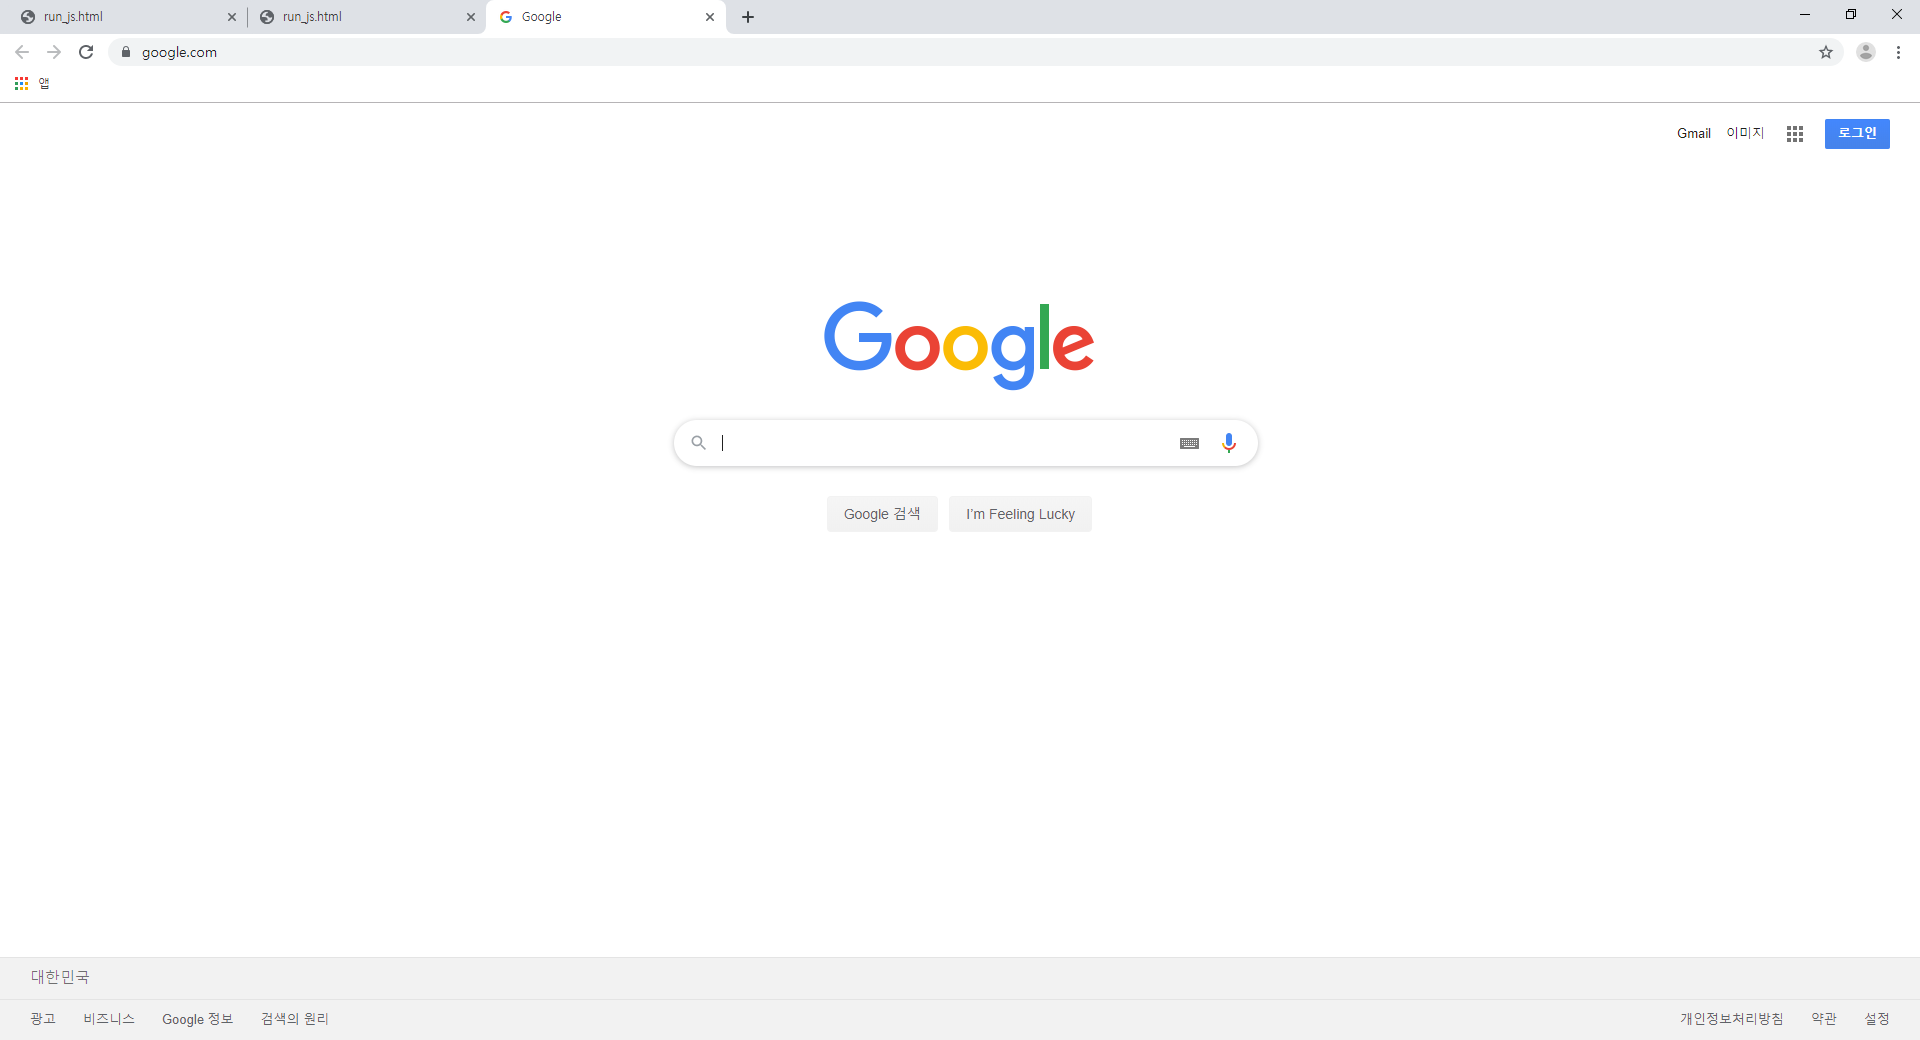 run_js.html
run_js.html
Google
google.com
앱
Gmail 이미지 로그인
Google
Google 검색 I'm Feeling Lucky
대한민국
광고 비즈니스 Google 정보 검색의 원리 개인정보처리방침 약관 설정